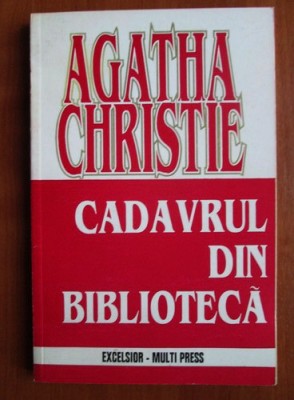 AGATHA
CHRISTIE
CADAVRUL
DIN
BIBLIOTECĂ
EXCELSIOR - MULTI PRESS